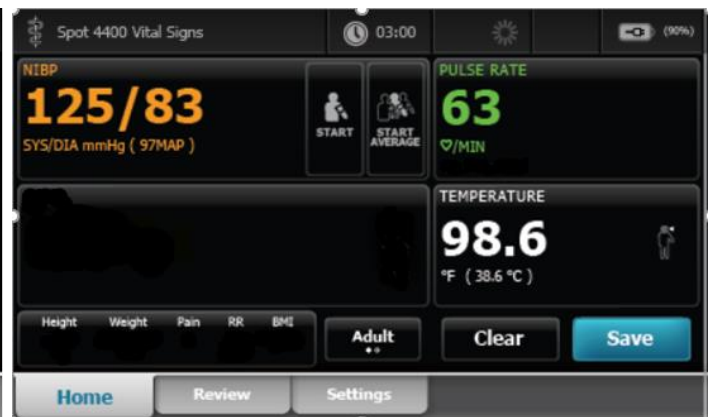 Spot 4400 Vital Signs
03:00
(90%)
NIBP
125/83
SYS/DIA mmHg ( 97MAP )
START
START
AVERAGE
PULSE RATE
63
♡/MIN
TEMPERATURE
98.6
°F ( 38.6 °C )
Height Weight Pain RR BMI
Adult
Clear
Save
Home
Review
Settings